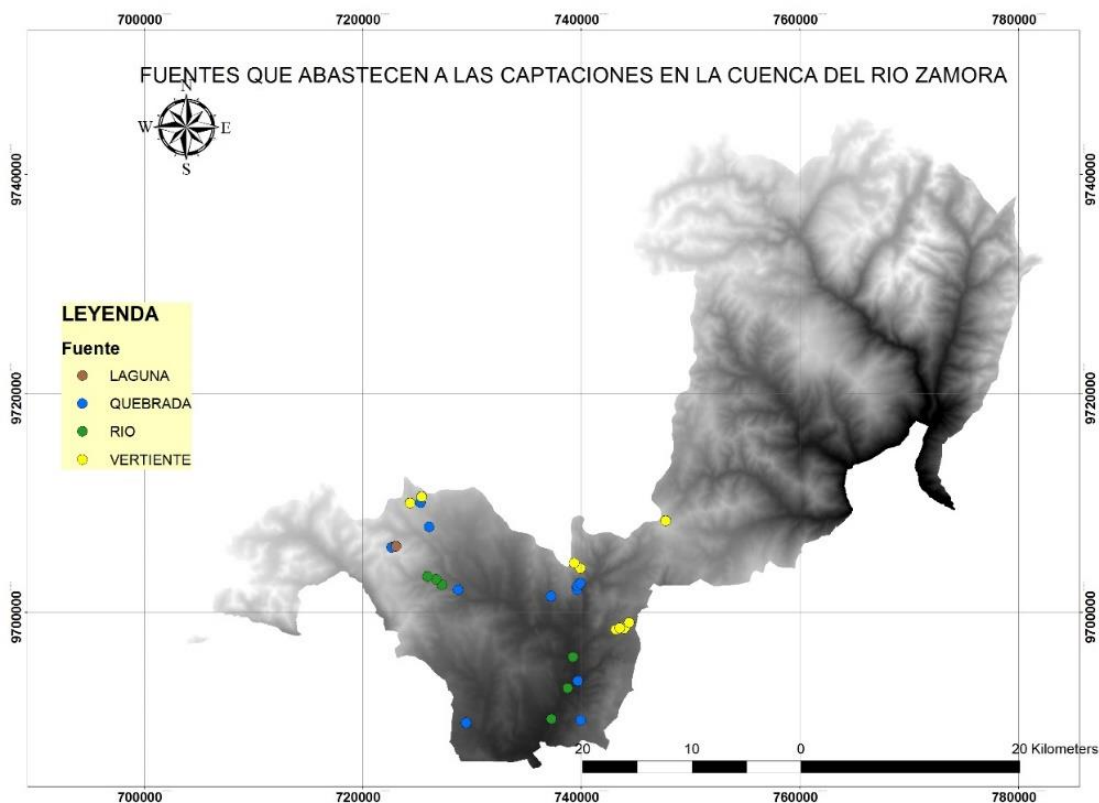 700000 720000 740000 760000 780000
FUENTES QUE ABASTECEN A LAS CAPTACIONES EN LA CUENCA DEL RIO ZAMORA
N
W E
S
9740000 9740000
LEYENDA
Fuente
LAGUNA
QUEBRADA
RIO
VERTIENTE
9720000 9720000
9700000 9700000
20 10 0 20 Kilometers
700000 720000 740000 760000 780000